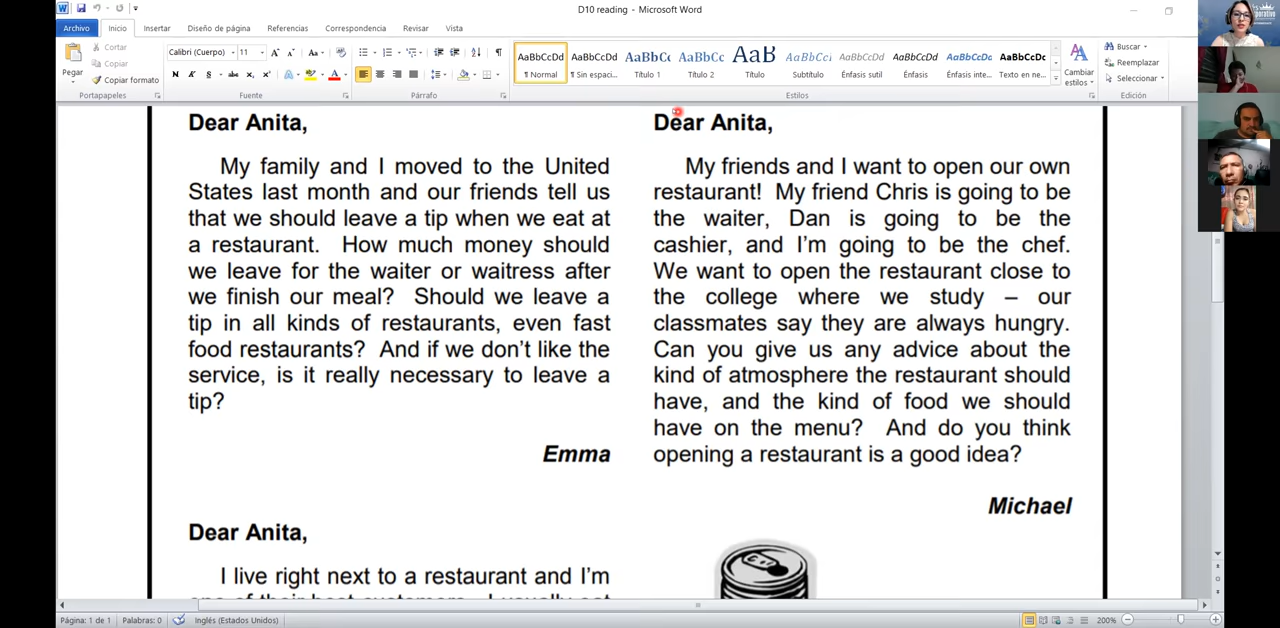 D10 reading - Microsoft Word
Archivo Inicio Insertar Diseño de página Referencias Correspondencia Revisar Vista
Pegar
Cortar
Copiar
Copiar formato
Portapapeles
Calibri (Cuerpo) 11
Fuente
Párrafo
AaBbCcDd AaBbCcDd AaBbCc AaBbCc AaB AaBbCcI AaBbCcDd AaBbCcDd AaBbCcDd AaBbCcDc
¶ Normal ¶ Sin espaci... Título 1 Título 2 Título Subtítulo Énfasis sutil Énfasis Énfasis inte... Texto en ne...
Estilos
Cambiar
estilos
Buscar
Reemplazar
Seleccionar
Edición
Dear Anita,
My family and I moved to the United
States last month and our friends tell us
that we should leave a tip when we eat at
a restaurant. How much money should
we leave for the waiter or waitress after
we finish our meal? Should we leave a
tip in all kinds of restaurants, even fast
food restaurants? And if we don't like the
service, is it really necessary to leave a
tip?
Emma
Dear Anita,
I live right next to a restaurant and I'm
one of their best customers. I usually eat
Dear Anita,
My friends and I want to open our own
restaurant! My friend Chris is going to be
the waiter, Dan is going to be the
cashier, and I'm going to be the chef.
We want to open the restaurant close to
the college where we study – our
classmates say they are always hungry.
Can you give us any advice about the
kind of atmosphere the restaurant should
have, and the kind of food we should
have on the menu? And do you think
opening a restaurant is a good idea?
Michael
Página: 1 de 1 Palabras: 0 Inglés (Estados Unidos) 200%